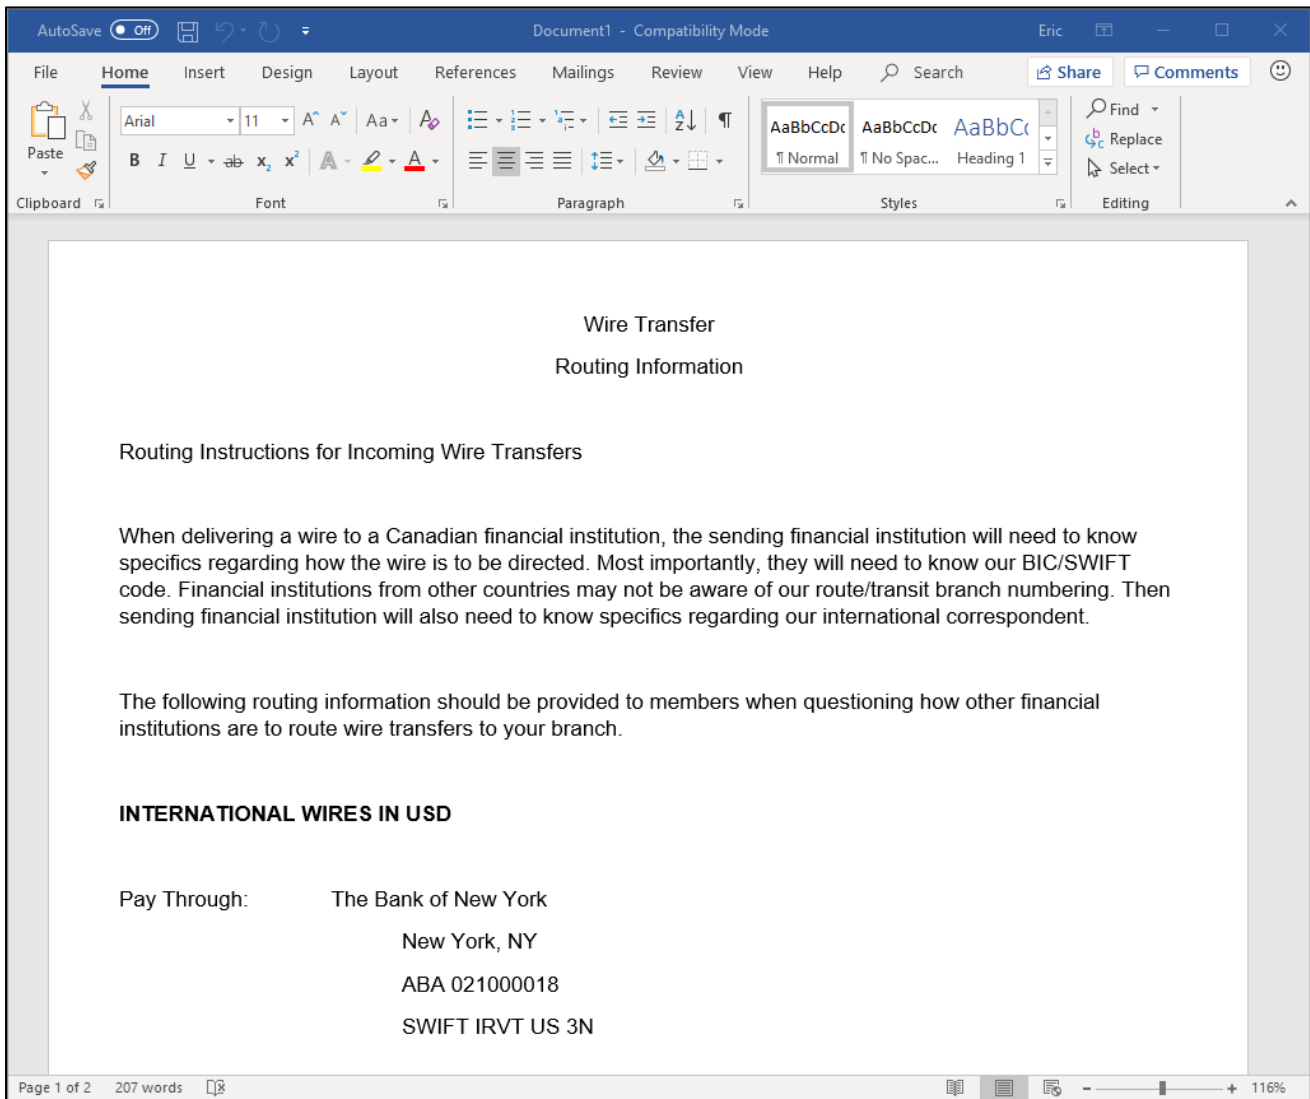 AutoSave Off Document1 - Compatibility Mode Eric
File Home Insert Design Layout References Mailings Review View Help Search Share Comments
Paste
Arial 11 Aa
B I U ab x₂ x² A A
AaBbCcDc AaBbCcDc AaBbCc
¶ Normal ¶ No Spac... Heading 1
Find
Replace
Select
Clipboard Font Paragraph Styles Editing
Wire Transfer
Routing Information
Routing Instructions for Incoming Wire Transfers
When delivering a wire to a Canadian financial institution, the sending financial institution will need to know
specifics regarding how the wire is to be directed. Most importantly, they will need to know our BIC/SWIFT
code. Financial institutions from other countries may not be aware of our route/transit branch numbering. Then
sending financial institution will also need to know specifics regarding our international correspondent.
The following routing information should be provided to members when questioning how other financial
institutions are to route wire transfers to your branch.
INTERNATIONAL WIRES IN USD
Pay Through: The Bank of New York
New York, NY
ABA 021000018
SWIFT IRVT US 3N
Page 1 of 2 207 words 116%